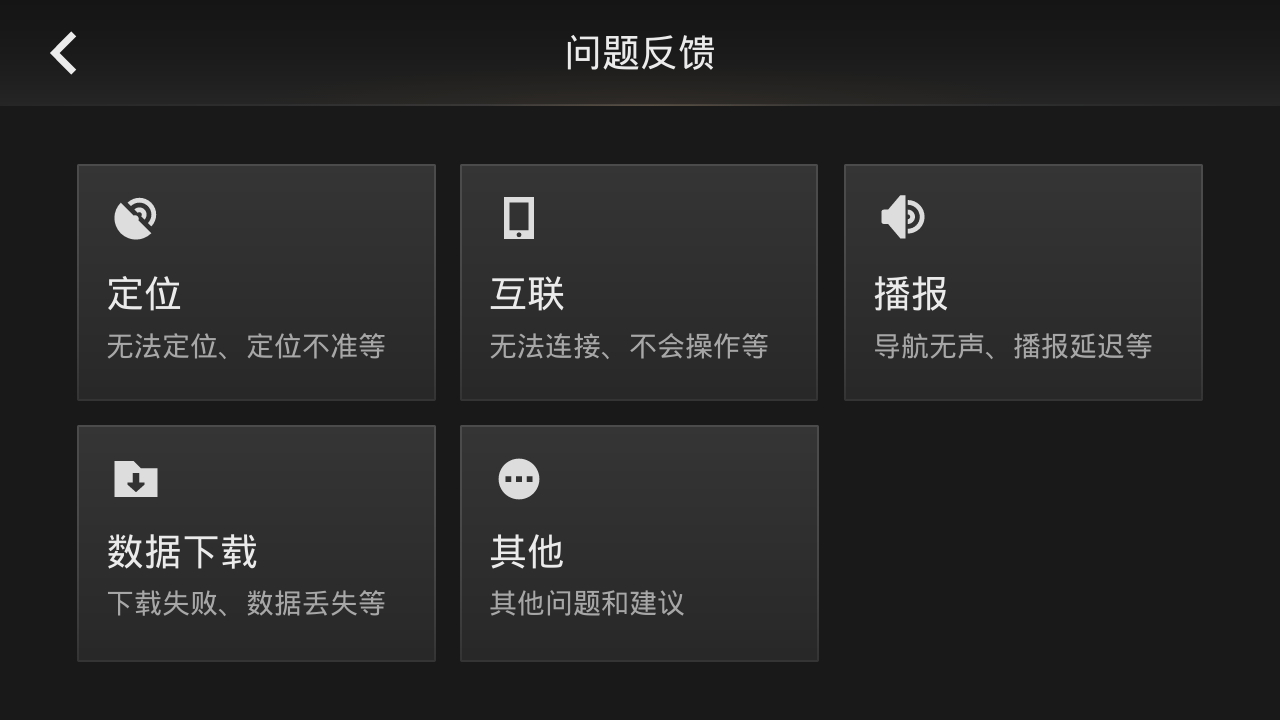 问题反馈
定位
无法定位、定位不准等
互联
无法连接、不会操作等
播报
导航无声、播报延迟等
数据下载
下载失败、数据丢失等
其他
其他问题和建议